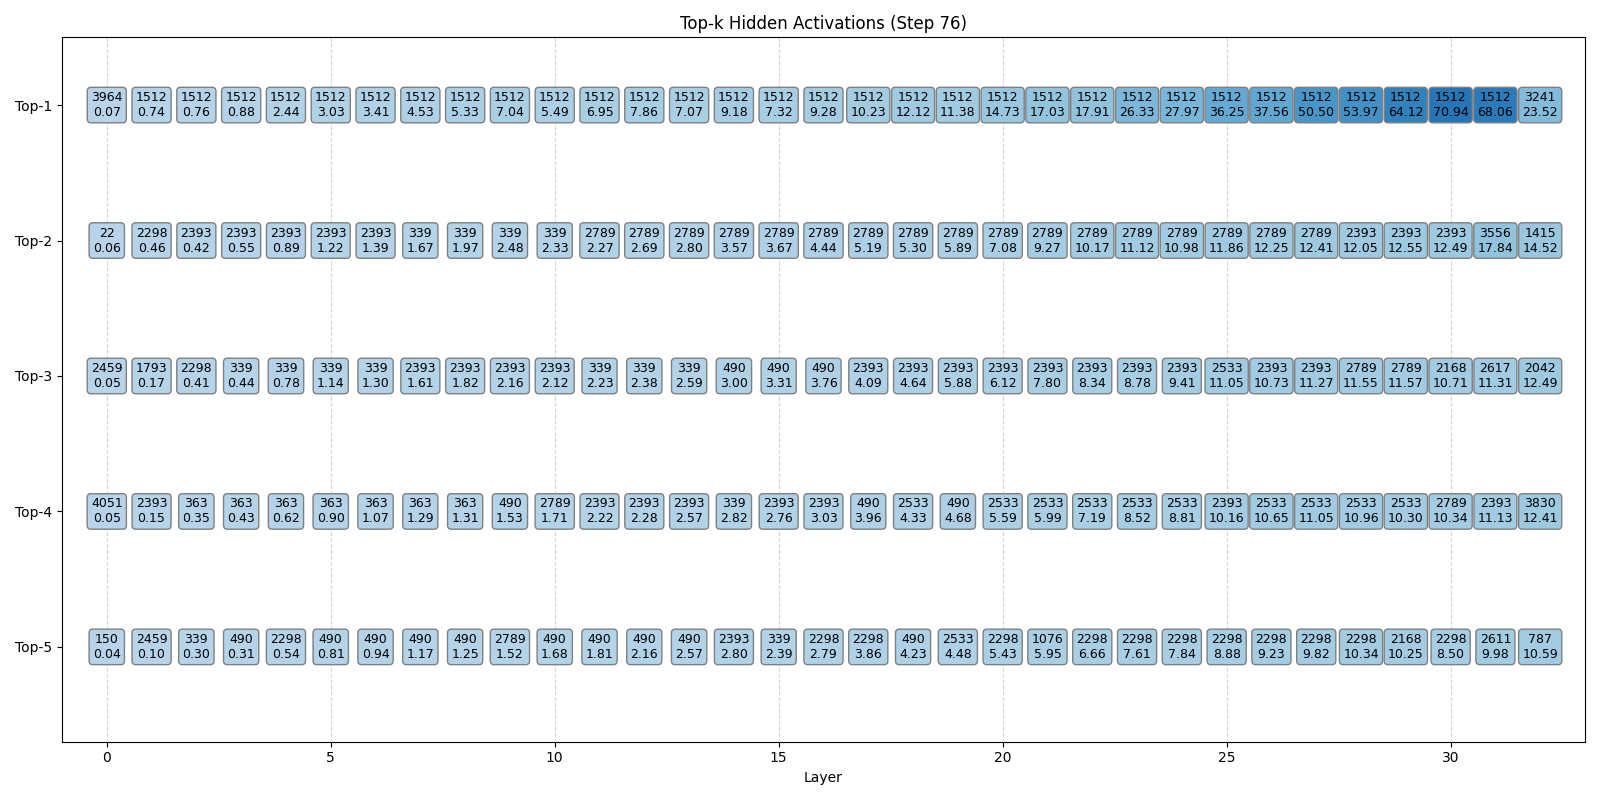 Top-k Hidden Activations (Step 76)
Top-1
3964 1512 1512 1512 1512 1512 1512 1512 1512 1512 1512 1512 1512 1512 1512 1512 1512 1512 1512 1512 1512 1512 1512 1512 1512 1512 1512 1512 1512 1512 1512 1512 3241
0.07 0.74 0.76 0.88 2.44 3.03 3.41 4.53 5.33 7.04 5.49 6.95 7.86 7.07 9.18 7.32 9.28 10.23 12.12 11.38 14.73 17.03 17.91 26.33 27.97 36.25 37.56 50.50 53.97 64.12 70.94 68.06 23.52
Top-2
22 2298 2393 2393 2393 2393 2393 339 339 339 339 2789 2789 2789 2789 2789 2789 2789 2789 2789 2789 2789 2789 2789 2789 2789 2789 2789 2393 2393 2393 3556 1415
0.06 0.46 0.42 0.55 0.89 1.22 1.39 1.67 1.97 2.48 2.33 2.27 2.69 2.80 3.57 3.67 4.44 5.19 5.30 5.89 7.08 9.27 10.17 11.12 10.98 11.86 12.25 12.41 12.05 12.55 12.49 17.84 14.52
Top-3
2459 1793 2298 339 339 339 339 2393 2393 2393 2393 339 339 339 490 490 490 2393 2393 2393 2393 2393 2393 2393 2393 2533 2393 2393 2789 2789 2168 2617 2042
0.05 0.17 0.41 0.44 0.78 1.14 1.30 1.61 1.82 2.16 2.12 2.23 2.38 2.59 3.00 3.31 3.76 4.09 4.64 5.88 6.12 7.80 8.34 8.78 9.41 11.05 10.73 11.27 11.55 11.57 10.71 11.31 12.49
Top-4
4051 2393 363 363 363 363 363 363 363 490 2789 2393 2393 2393 339 2393 2393 490 2533 490 2533 2533 2533 2533 2533 2393 2533 2533 2533 2533 2789 2393 3830
0.05 0.15 0.35 0.43 0.62 0.90 1.07 1.29 1.31 1.53 1.71 2.22 2.28 2.57 2.82 2.76 3.03 3.96 4.33 4.68 5.59 5.99 7.19 8.52 8.81 10.16 10.65 11.05 10.96 10.30 10.34 11.13 12.41
Top-5
150 2459 339 490 2298 490 490 490 490 2789 490 490 490 490 2393 339 2298 2298 490 2533 2298 1076 2298 2298 2298 2298 2298 2298 2298 2168 2298 2611 787
0.04 0.10 0.30 0.31 0.54 0.81 0.94 1.17 1.25 1.52 1.68 1.81 2.16 2.57 2.80 2.39 2.79 3.86 4.23 4.48 5.43 5.95 6.66 7.61 7.84 8.88 9.23 9.82 10.34 10.25 8.50 9.98 10.59
0 5 10 15 20 25 30
Layer